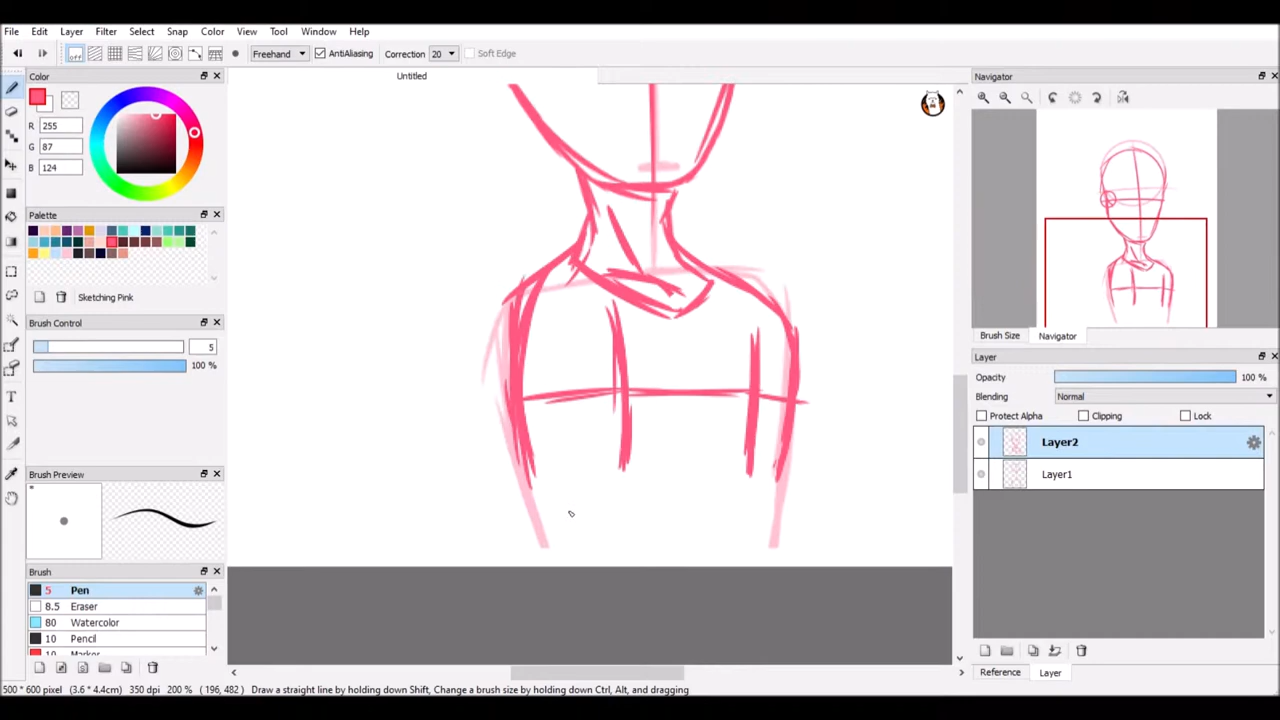 File Edit Layer Filter Select Snap Color View Tool Window Help
off Freehand AntiAliasing Correction 20 Soft Edge
Color
Untitled
Navigator
R 255
G 87
B 124
Palette
Sketching Pink
Brush Control
5
100 %
Brush Size Navigator
Layer
Opacity 100 %
Blending Normal
Protect Alpha Clipping Lock
Layer2
Layer1
Brush Preview
Brush
5 Pen
8.5 Eraser
80 Watercolor
10 Pencil
10 Marker
Reference Layer
500 * 600 pixel (3.6 * 4.4cm) 350 dpi 200 % ( 196, 482 ) Draw a straight line by holding down Shift, Change a brush size by holding down Ctrl, Alt, and dragging